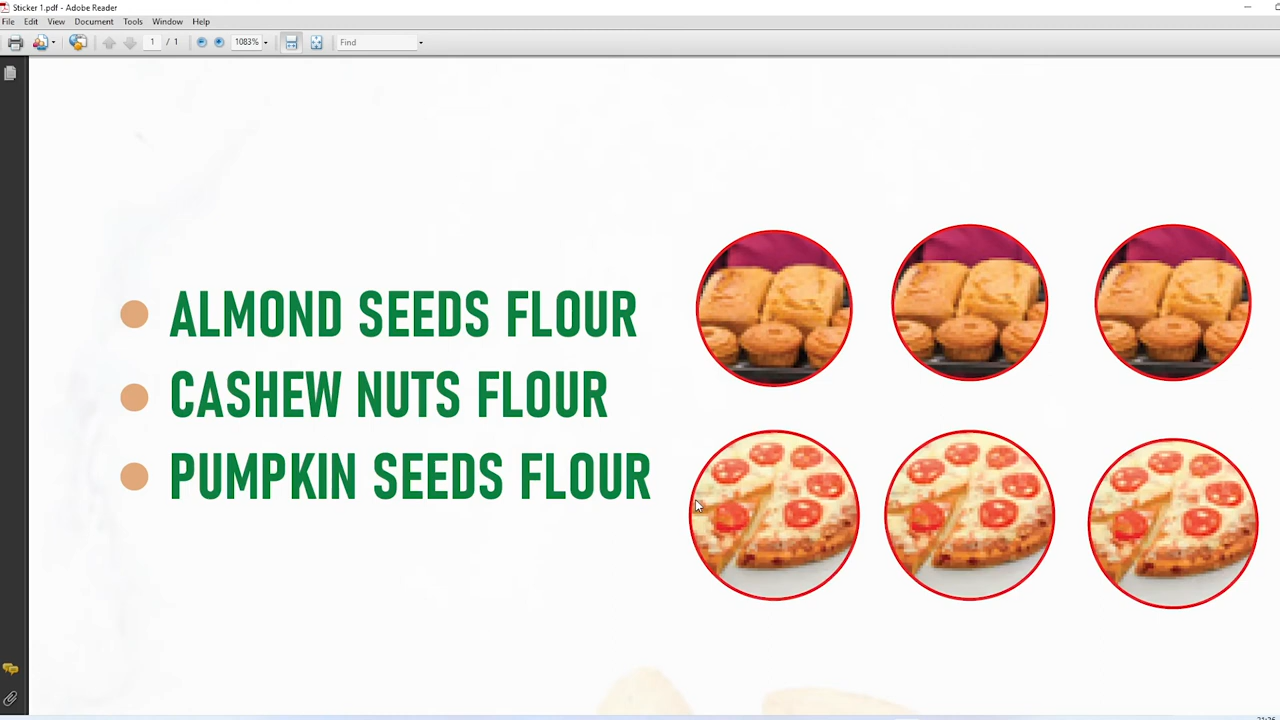 Sticker 1.pdf - Adobe Reader
File Edit View Document Tools Window Help
1 / 1 1083% Find
ALMOND SEEDS FLOUR
CASHEW NUTS FLOUR
PUMPKIN SEEDS FLOUR